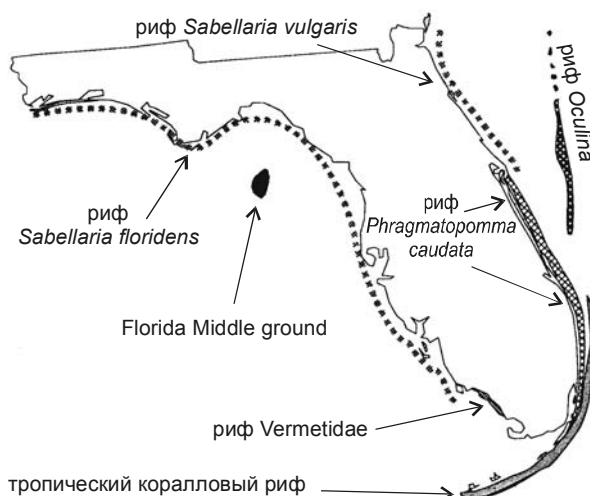 риф Sabellaria vulgaris
риф Oculina
риф
Sabellaria floridens
риф
Phragmatopomma
caudata
Florida Middle ground
риф Vermetidae
тропический коралловый риф